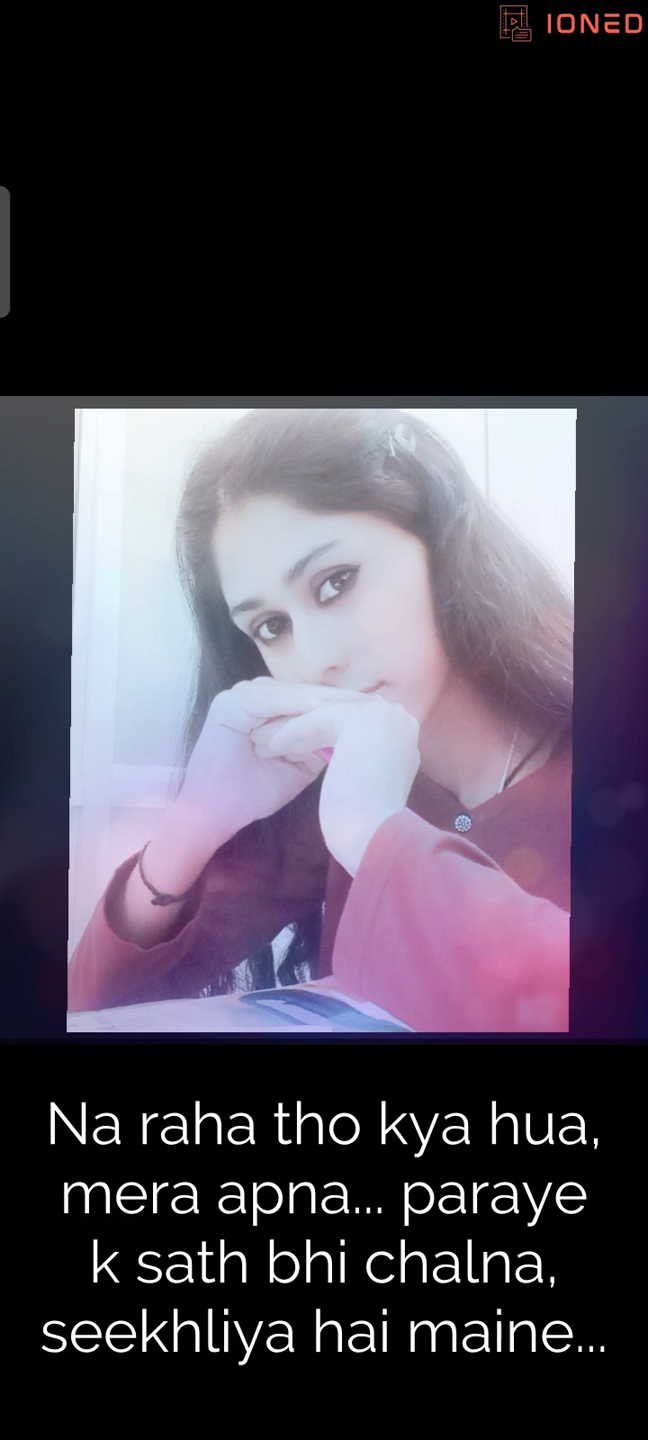 IONED
Na raha tho kya hua,
mera apna... paraye
k sath bhi chalna,
seekhliya hai maine...